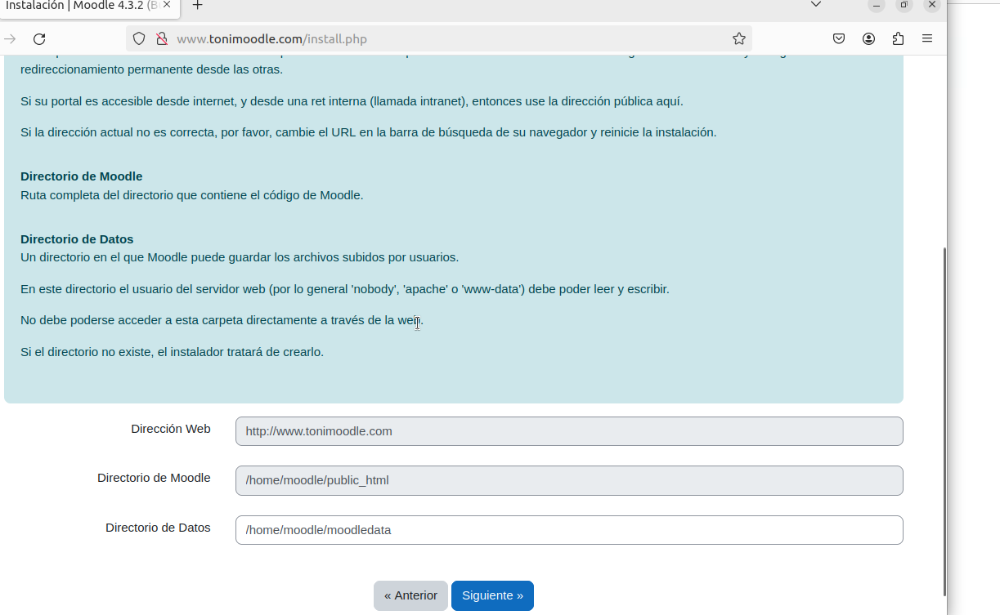 Instalación | Moodle 4.3.2 (B
www.tonimoodle.com/install.php
redireccionamiento permanente desde las otras.
Si su portal es accesible desde internet, y desde una ret interna (llamada intranet), entonces use la dirección pública aquí.
Si la dirección actual no es correcta, por favor, cambie el URL en la barra de búsqueda de su navegador y reinicie la instalación.
Directorio de Moodle
Ruta completa del directorio que contiene el código de Moodle.
Directorio de Datos
Un directorio en el que Moodle puede guardar los archivos subidos por usuarios.
En este directorio el usuario del servidor web (por lo general 'nobody', 'apache' o 'www-data') debe poder leer y escribir.
No debe poderse acceder a esta carpeta directamente a través de la web.
Si el directorio no existe, el instalador tratará de crearlo.
Dirección Web
http://www.tonimoodle.com
Directorio de Moodle
/home/moodle/public_html
Directorio de Datos
/home/moodle/moodledata
« Anterior
Siguiente »